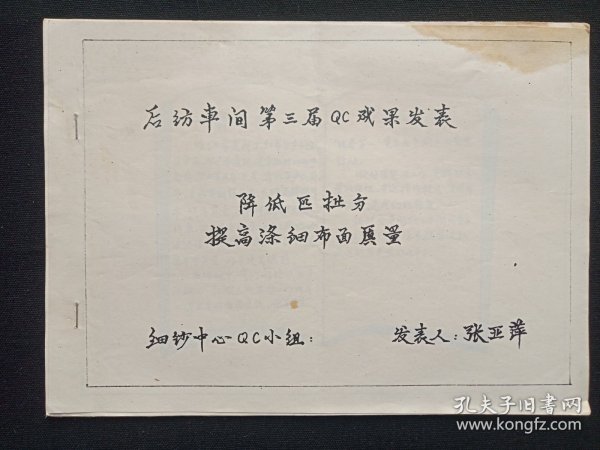 后纺车间第三届QC成果发表
降低匹扯分
提高涤细布面质量
细纱中心QC小组:
发表人:张亚萍
孔夫子旧书网
www.kongfz.com